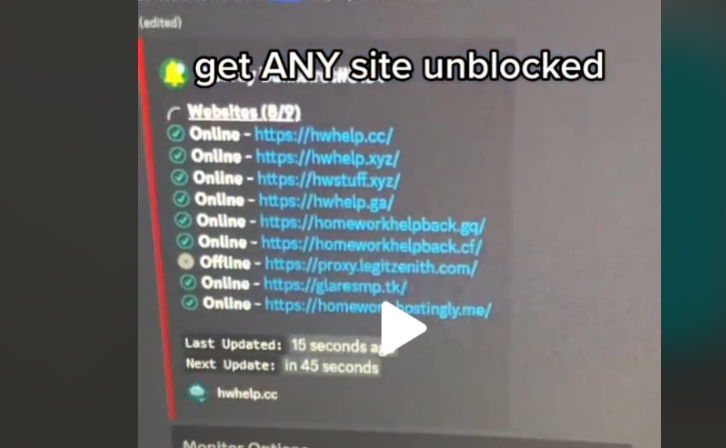 (edited)
get ANY site unblocked
Websites (8/9)
Online - https://hwhelp.cc/
Online - https://hwhelp.xyz/
Online - https://hwstuff.xyz/
Online - https://hwhelp.ga/
Online - https://homeworkhelpback.gq/
Online - https://homeworkhelpback.cf/
Offline - https://proxy.legitzenith.com/
Online - https://glaresmp.tk/
Online - hostingly.me/
Last Updated: 15 seconds
Next Update: in 45 seconds
hwhelp.cc
Monitor Options